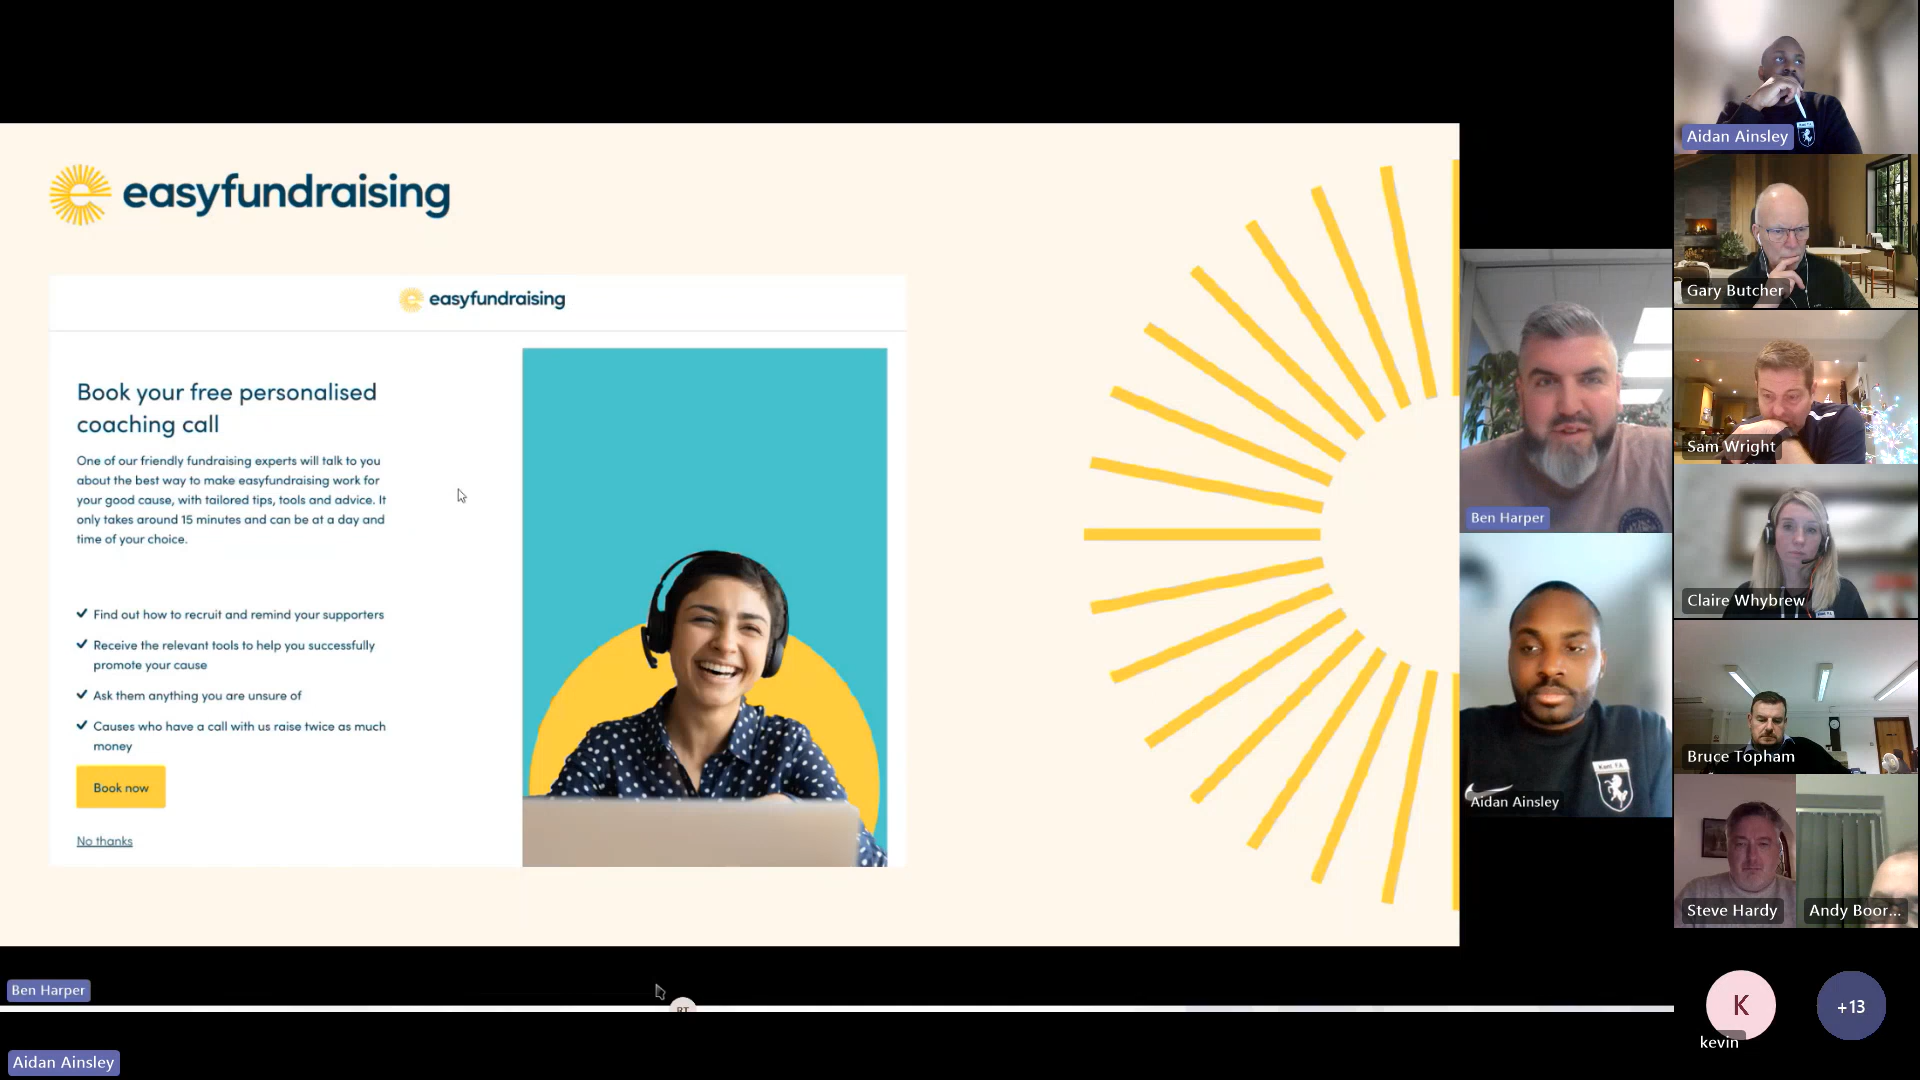 easyfundraising
easyfundraising
Book your free personalised
coaching call
One of our friendly fundraising experts will talk to you
about the best way to make easyfundraising work for
your good cause, with tailored tips, tools and advice. It
only takes around 15 minutes and can be at a day and
time of your choice.
Find out how to recruit and remind your supporters
Receive the relevant tools to help you successfully
promote your cause
Ask them anything you are unsure of
Causes who have a call with us raise twice as much
money
Book now
No thanks
Ben Harper
Aidan Ainsley
Kent F.A.
Aidan Ainsley
Gary Butcher
Sam Wright
Claire Whybrew
Bruce Topham
Steve Hardy
Andy Boor...
K
kevin
+13
Ben Harper
RT
Aidan Ainsley